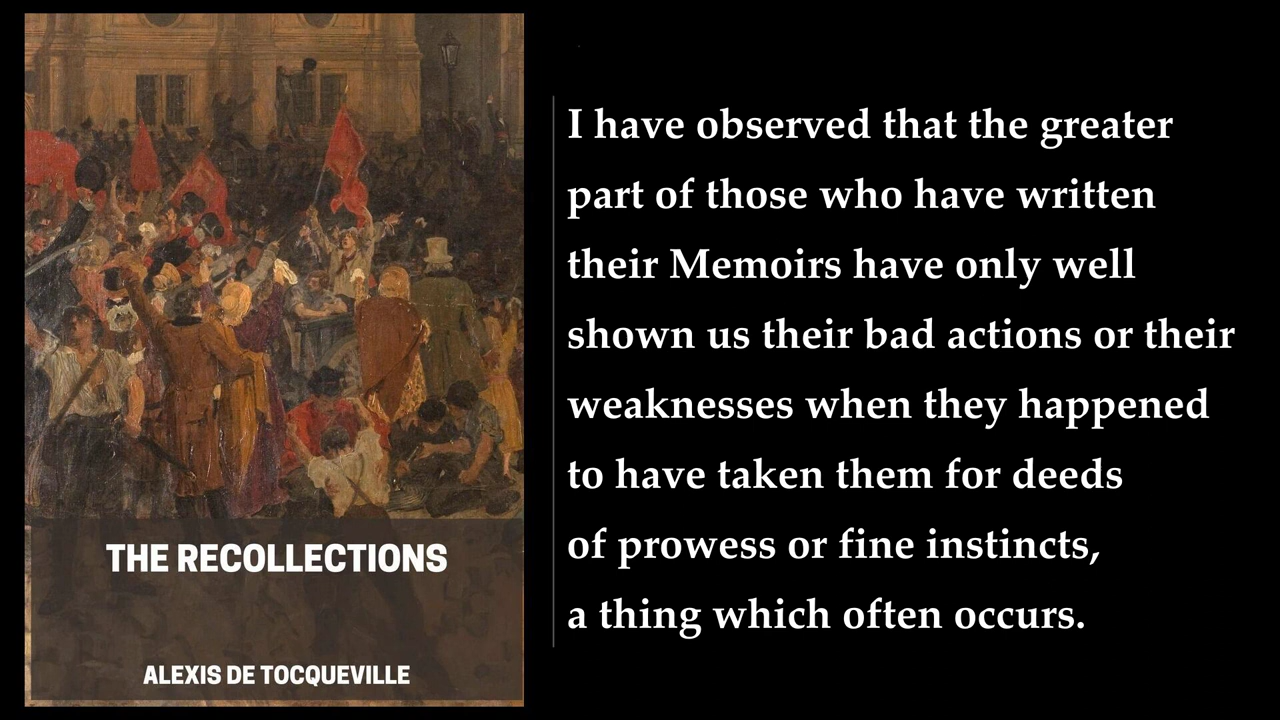 THE RECOLLECTIONS
ALEXIS DE TOCQUEVILLE
I have observed that the greater
part of those who have written
their Memoirs have only well
shown us their bad actions or their
weaknesses when they happened
to have taken them for deeds
of prowess or fine instincts,
a thing which often occurs.